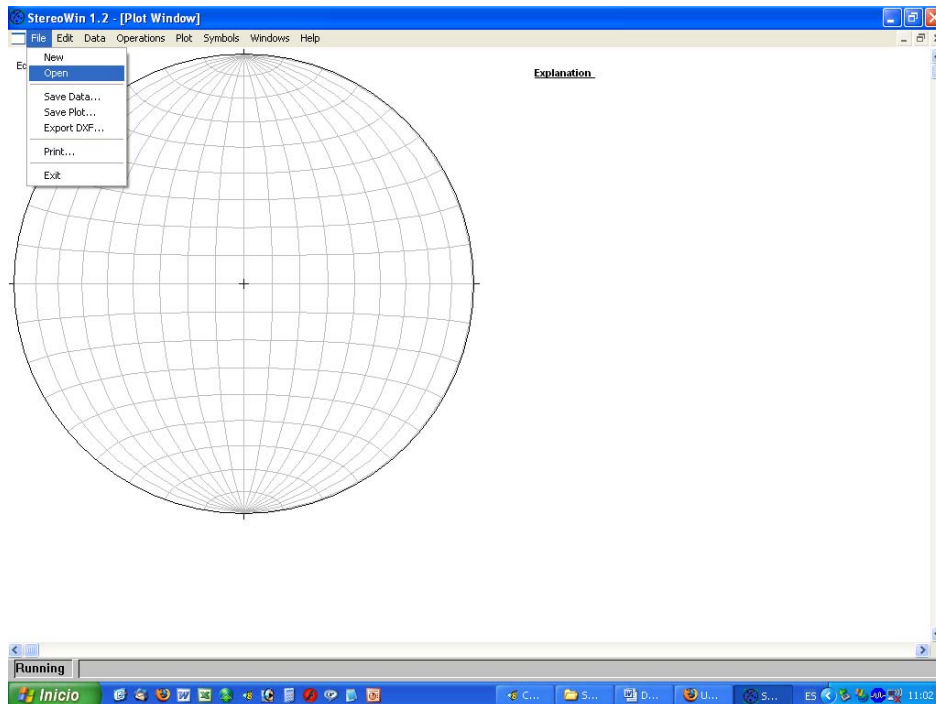 StereoWin 1.2 - [Plot Window]
File Edit Data Operations Plot Symbols Windows Help
New
Open
Save Data...
Save Plot...
Export DXF...
Print...
Exit
Explanation
Running
Inicio
C... S... D... U... S... ES 11:02